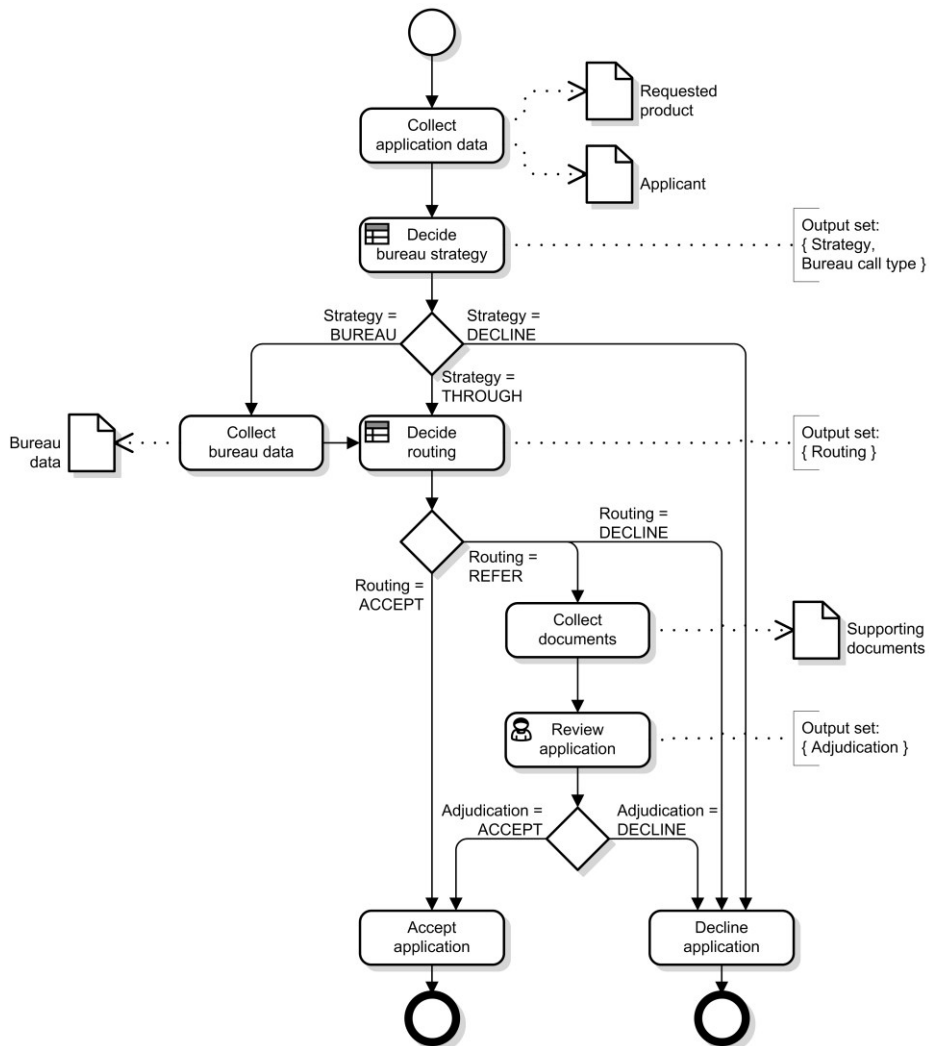 Collect
application data
Requested
product
Applicant
Decide
bureau strategy
Output set:
{ Strategy,
Bureau call type }
Strategy =
BUREAU
Strategy =
DECLINE
Strategy =
THROUGH
Bureau
data
Collect
bureau data
Decide
routing
Output set:
{ Routing }
Routing =
DECLINE
Routing =
REFER
Routing =
ACCEPT
Collect
documents
Supporting
documents
Review
application
Output set:
{ Adjudication }
Adjudication =
ACCEPT
Adjudication =
DECLINE
Accept
application
Decline
application